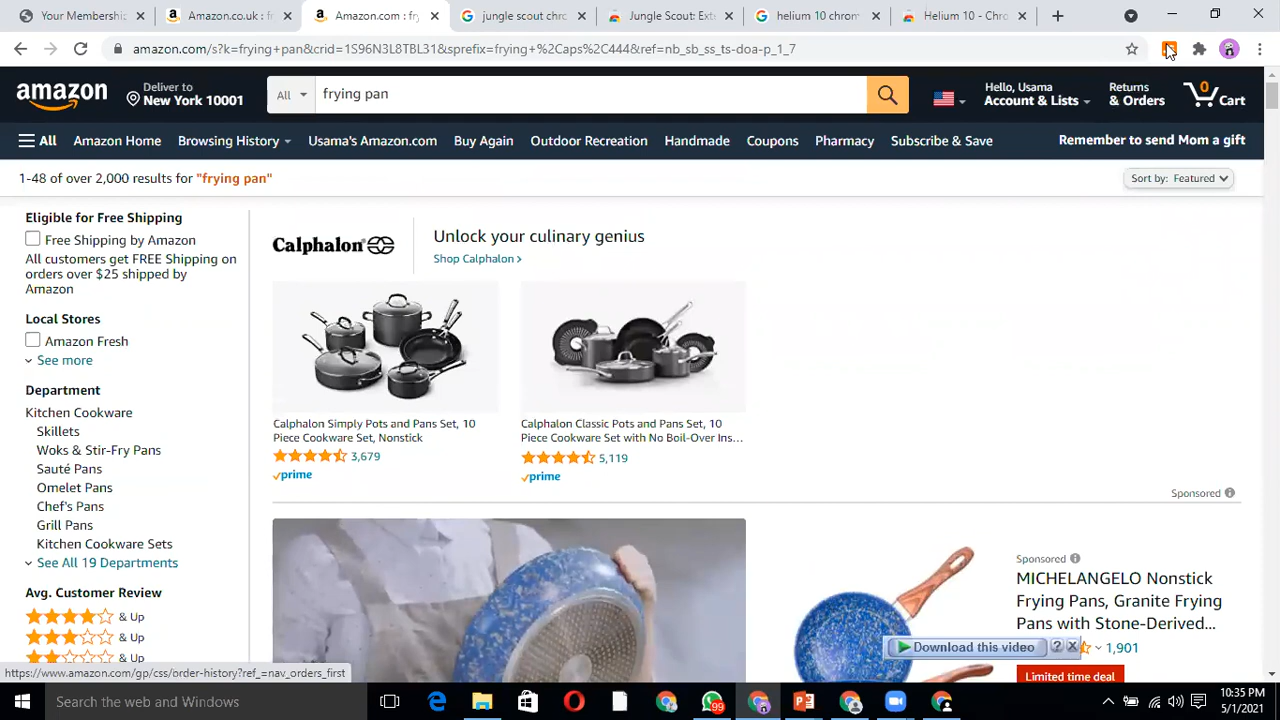 Your Membership
Amazon.co.uk : f
Amazon.com : fry
jungle scout chro
Jungle Scout: Exte
helium 10 chrom
Helium 10 - Chro
amazon.com/s?k=frying+pan&crid=1S96N3L8TBL31&sprefix=frying+%2Caps%2C444&ref=nb_sb_ss_ts-doa-p_1_7
amazon
Deliver to
New York 10001
All
frying pan
Hello, Usama
Account & Lists
Returns
& Orders
0
Cart
All
Amazon Home
Browsing History
Usama's Amazon.com
Buy Again
Outdoor Recreation
Handmade
Coupons
Pharmacy
Subscribe & Save
Remember to send Mom a gift
1-48 of over 2,000 results for "frying pan"
Sort by: Featured
Eligible for Free Shipping
Free Shipping by Amazon
All customers get FREE Shipping on
orders over $25 shipped by
Amazon
Local Stores
Amazon Fresh
See more
Department
Kitchen Cookware
Skillets
Woks & Stir-Fry Pans
Sauté Pans
Omelet Pans
Chef's Pans
Grill Pans
Kitchen Cookware Sets
See All 19 Departments
Avg. Customer Review
& Up
& Up
& Up
Calphalon
Unlock your culinary genius
Shop Calphalon ›
Calphalon Simply Pots and Pans Set, 10
Piece Cookware Set, Nonstick
3,679
prime
Calphalon Classic Pots and Pans Set, 10
Piece Cookware Set with No Boil-Over Ins...
5,119
prime
Sponsored
Sponsored
MICHELANGELO Nonstick
Frying Pans, Granite Frying
Pans with Stone-Derived...
1,901
Limited time deal
Download this video
?
https://www.amazon.com/gp/css/order-history?ref_=nav_orders_first
Search Windows
99
10:35 PM
5/1/2021